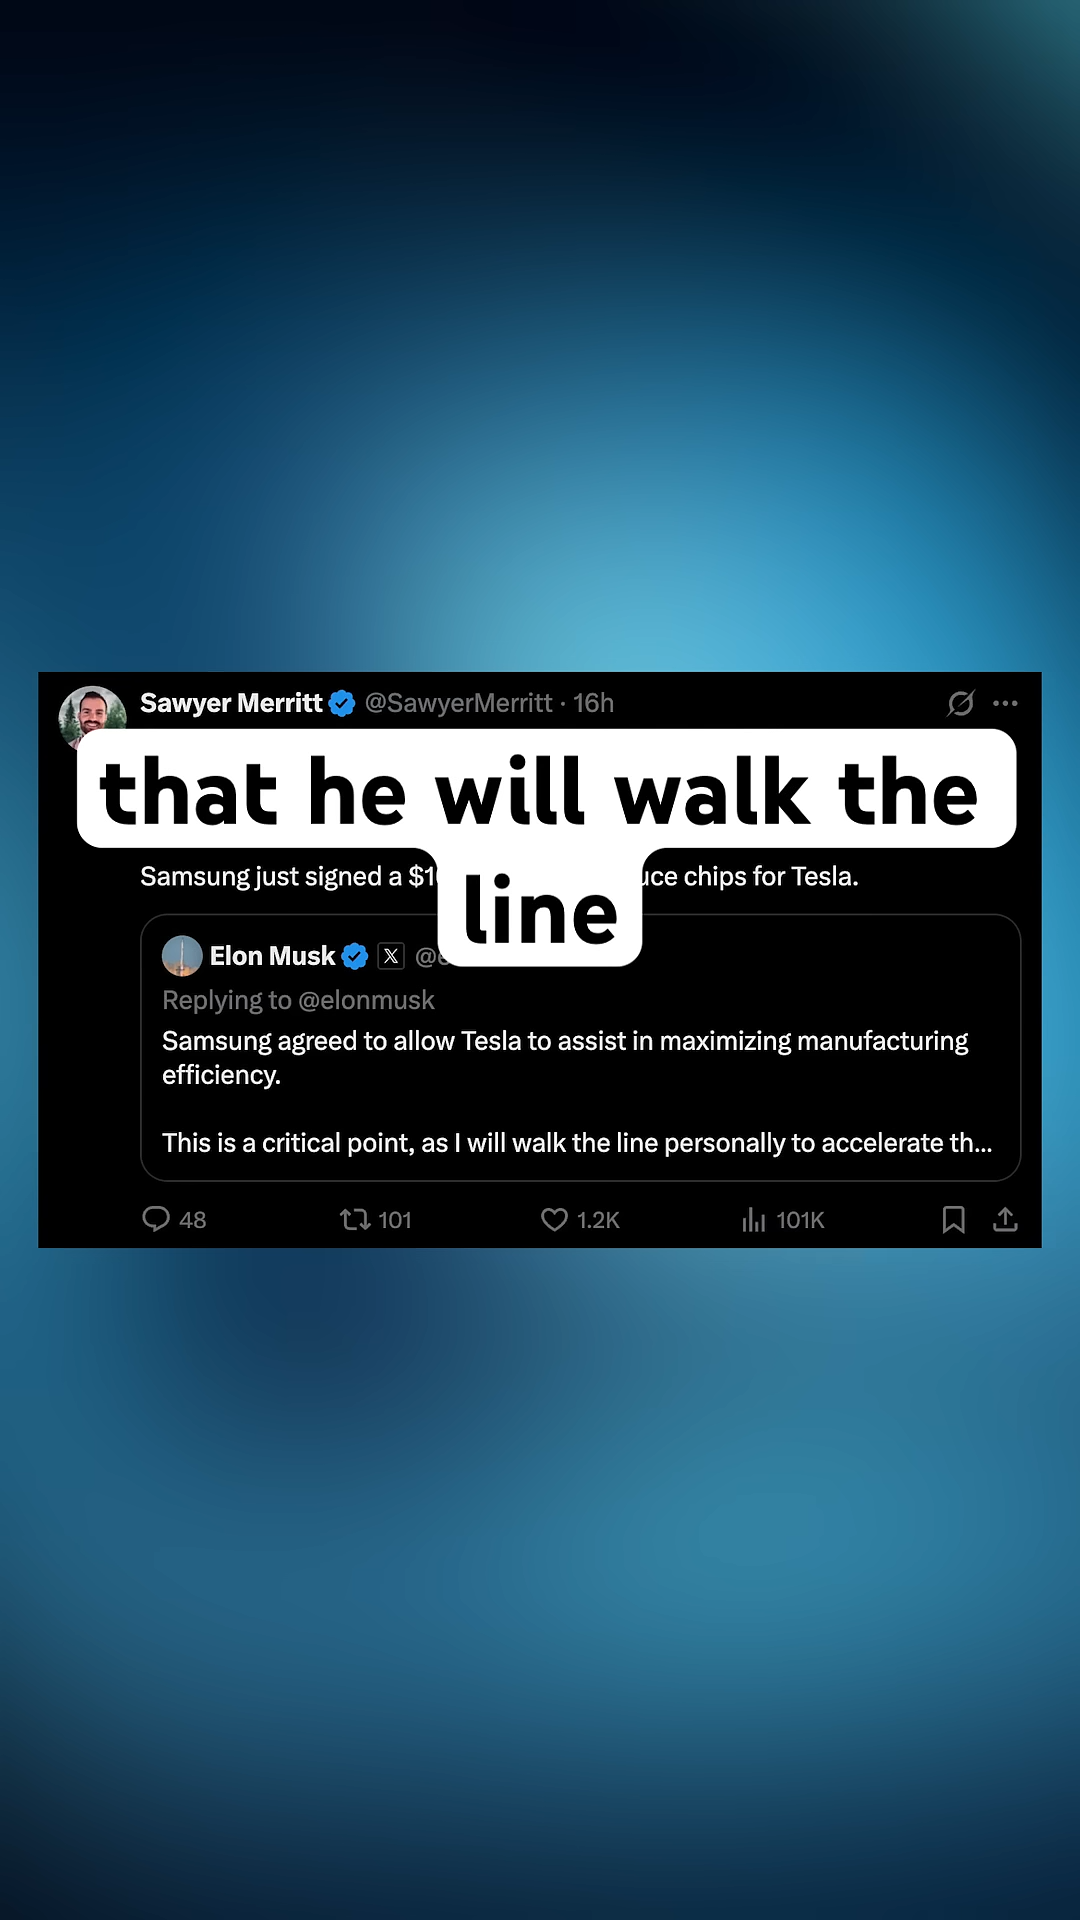 Sawyer Merritt @SawyerMerritt · 16h
that he will walk the
line
Samsung just signed a chips for Tesla.
Elon Musk
Replying to @elonmusk
Samsung agreed to allow Tesla to assist in maximizing manufacturing
efficiency.
This is a critical point, as I will walk the line personally to accelerate th...
48 101 1.2K 101K